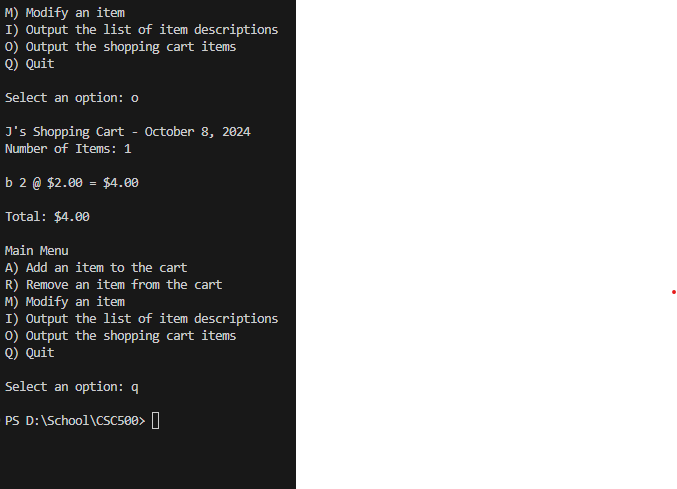 M) Modify an item
I) Output the list of item descriptions
O) Output the shopping cart items
Q) Quit
Select an option: o
J's Shopping Cart - October 8, 2024
Number of Items: 1
b 2 @ $2.00 = $4.00
Total: $4.00
Main Menu
A) Add an item to the cart
R) Remove an item from the cart
M) Modify an item
I) Output the list of item descriptions
O) Output the shopping cart items
Q) Quit
Select an option: q
PS D:\School\CSC500>